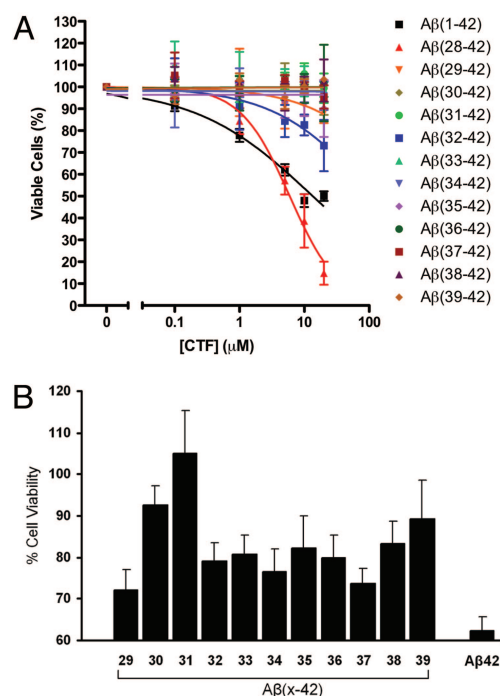 A
130
120
110
100
90
80
70
60
50
40
30
20
10
0
Viable Cells (%)
0 0.1 1 10 100
[CTF] (μM)
Aβ(1-42)
Aβ(28-42)
Aβ(29-42)
Aβ(30-42)
Aβ(31-42)
Aβ(32-42)
Aβ(33-42)
Aβ(34-42)
Aβ(35-42)
Aβ(36-42)
Aβ(37-42)
Aβ(38-42)
Aβ(39-42)
B
120
110
100
90
80
70
60
% Cell Viability
29 30 31 32 33 34 35 36 37 38 39 Aβ42
Aβ(x-42)